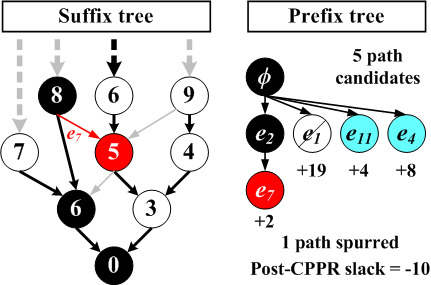 Suffix tree
Prefix tree
8
6
9
e7
7
5
4
6
3
0
5 path
candidates
ϕ
e2
e1
e11
e4
+19
+4
+8
e7
+2
1 path spurred
Post-CPPR slack = -10